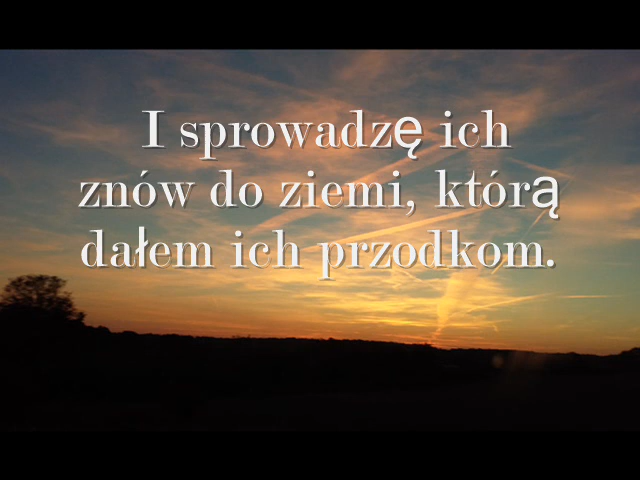 I sprowadzę ich
znów do ziemi, którą
dałem ich przodkom.